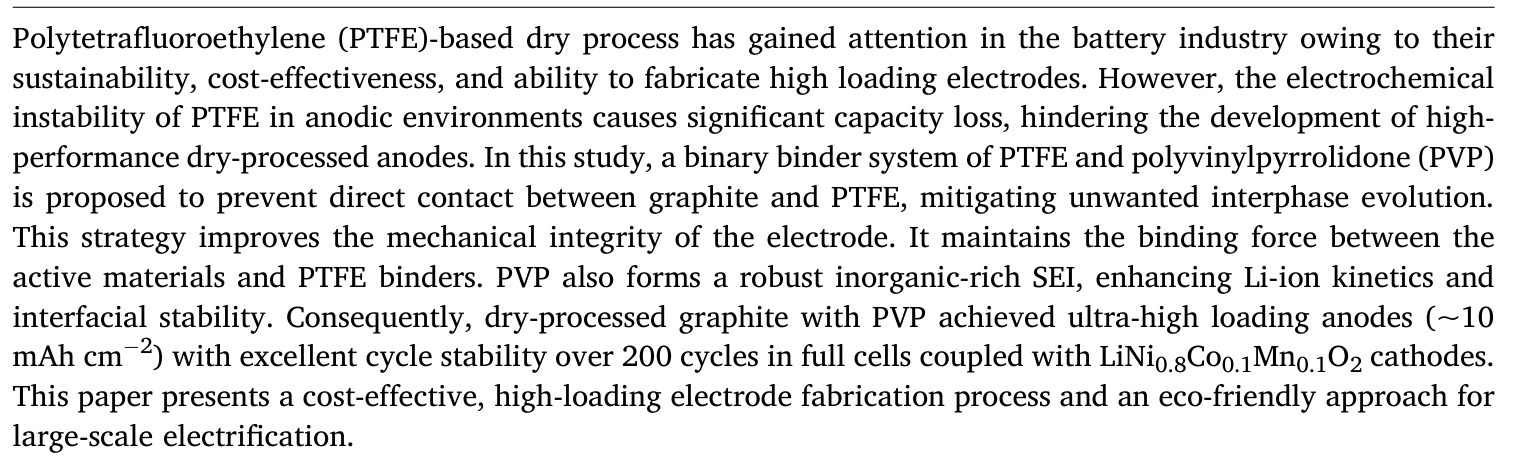 Polytetrafluoroethylene (PTFE)-based dry process has gained attention in the battery industry owing to their
sustainability, cost-effectiveness, and ability to fabricate high loading electrodes. However, the electrochemical
instability of PTFE in anodic environments causes significant capacity loss, hindering the development of high-
performance dry-processed anodes. In this study, a binary binder system of PTFE and polyvinylpyrrolidone (PVP)
is proposed to prevent direct contact between graphite and PTFE, mitigating unwanted interphase evolution.
This strategy improves the mechanical integrity of the electrode. It maintains the binding force between the
active materials and PTFE binders. PVP also forms a robust inorganic-rich SEI, enhancing Li-ion kinetics and
interfacial stability. Consequently, dry-processed graphite with PVP achieved ultra-high loading anodes (∼10
mAh cm⁻²) with excellent cycle stability over 200 cycles in full cells coupled with LiNi₀.₈Co₀.₁Mn₀.₁O₂ cathodes.
This paper presents a cost-effective, high-loading electrode fabrication process and an eco-friendly approach for
large-scale electrification.